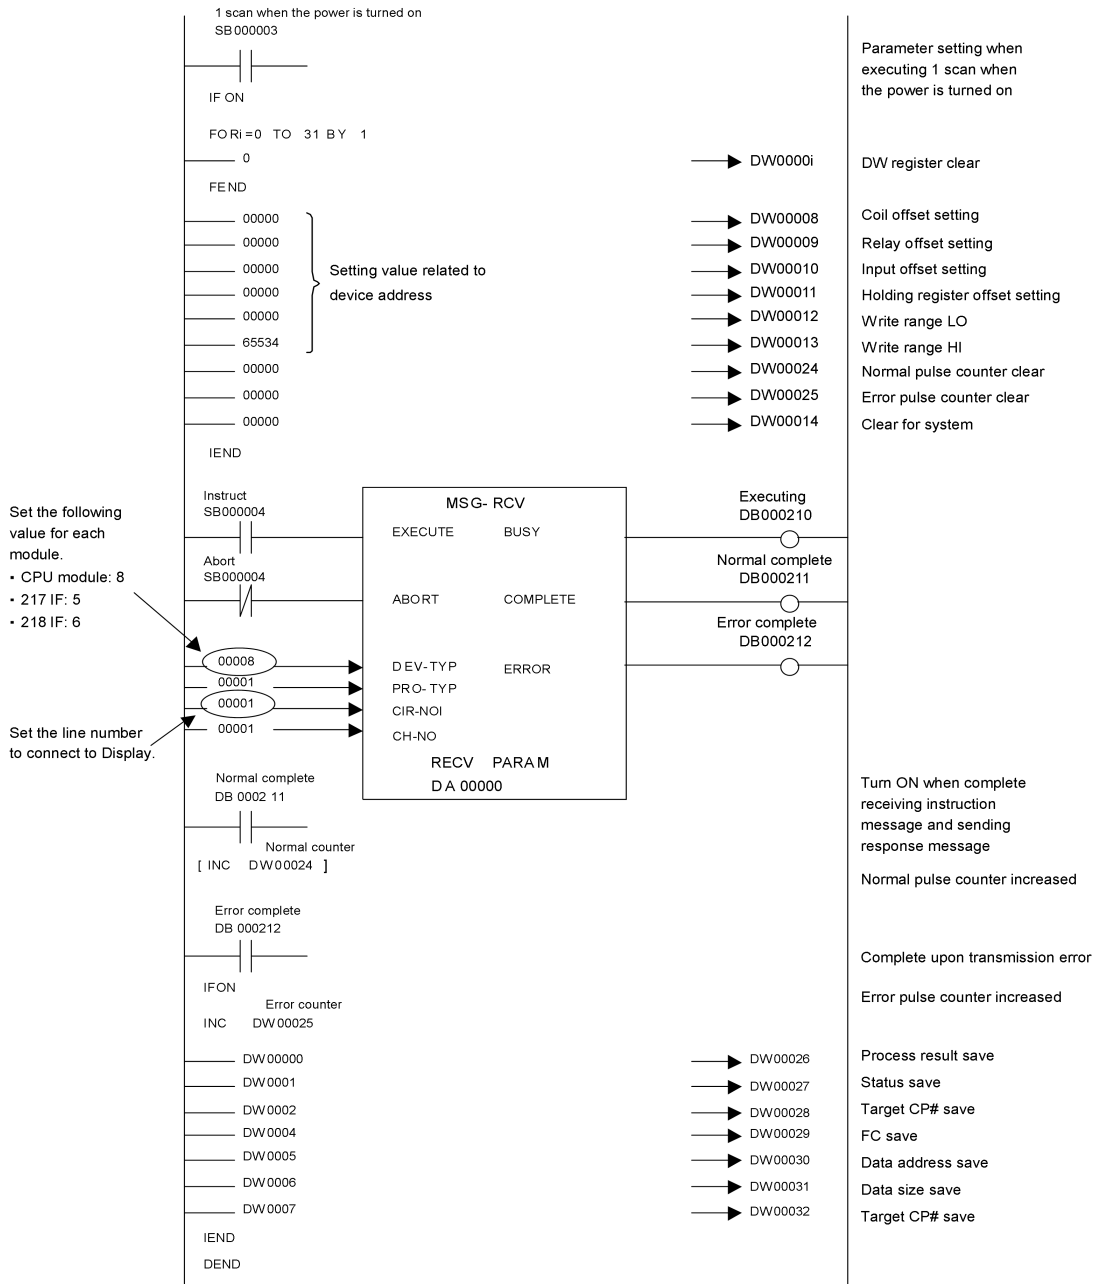 1 scan when the power is turned on
SB000003
Parameter setting when
executing 1 scan when
the power is turned on
IF ON
FORi=0 TO 31 BY 1
0 DW0000i DW register clear
FEND
00000 DW00008 Coil offset setting
00000 DW00009 Relay offset setting
00000 DW00010 Input offset setting
Setting value related to
device address
00000 DW00011 Holding register offset setting
00000 DW00012 Write range LO
65534 DW00013 Write range HI
00000 DW00024 Normal pulse counter clear
00000 DW00025 Error pulse counter clear
00000 DW00014 Clear for system
IEND
Set the following
value for each
module.
▪ CPU module: 8
▪ 217 IF: 5
▪ 218 IF: 6
Instruct
SB000004
Abort
SB000004
MSG- RCV
EXECUTE BUSY
ABORT COMPLETE
DEV-TYP ERROR
PRO- TYP
CIR-NOI
CH-NO
RECV PARAM
DA 00000
Executing
DB000210
Normal complete
DB000211
Error complete
DB000212
00008
00001
00001
00001
Set the line number
to connect to Display.
Normal complete
DB 0002 11
Turn ON when complete
receiving instruction
message and sending
response message
Normal counter
[ INC DW00024 ]
Normal pulse counter increased
Error complete
DB 000212
Complete upon transmission error
IFON
Error counter
INC DW00025
Error pulse counter increased
DW00000 DW00026 Process result save
DW0001 DW00027 Status save
DW0002 DW00028 Target CP# save
DW0004 DW00029 FC save
DW0005 DW00030 Data address save
DW0006 DW00031 Data size save
DW0007 DW00032 Target CP# save
IEND
DEND